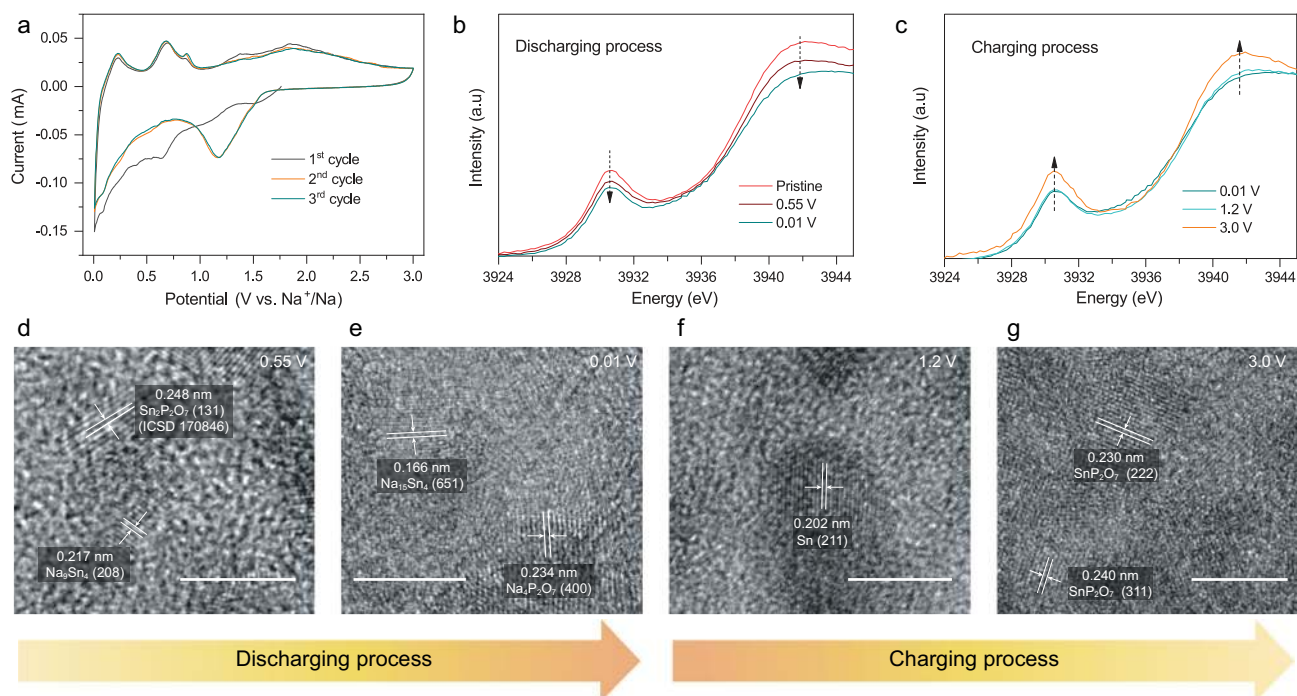 a
0.05
0.00
-0.05
-0.10
-0.15
Current (mA)
0.0
0.5
1.0
1.5
2.0
2.5
3.0
Potential (V vs. Na⁺/Na)
1ˢᵗ cycle
2ⁿᵈ cycle
3ʳᵈ cycle
b
Discharging process
Intensity (a.u)
Pristine
0.55 V
0.01 V
3924
3928
3932
3936
3940
3944
Energy (eV)
c
Charging process
Intensity (a.u)
0.01 V
1.2 V
3.0 V
3924
3928
3932
3936
3940
3944
Energy (eV)
d
0.55 V
0.248 nm
Sn₂P₂O₇ (131)
(ICSD 170846)
0.217 nm
Na₉Sn₄ (208)
e
0.01 V
0.166 nm
Na₁₅Sn₄ (651)
0.234 nm
Na₄P₂O₇ (400)
f
1.2 V
0.202 nm
Sn (211)
g
3.0 V
0.230 nm
SnP₂O₇ (222)
0.240 nm
SnP₂O₇ (311)
Discharging process
Charging process